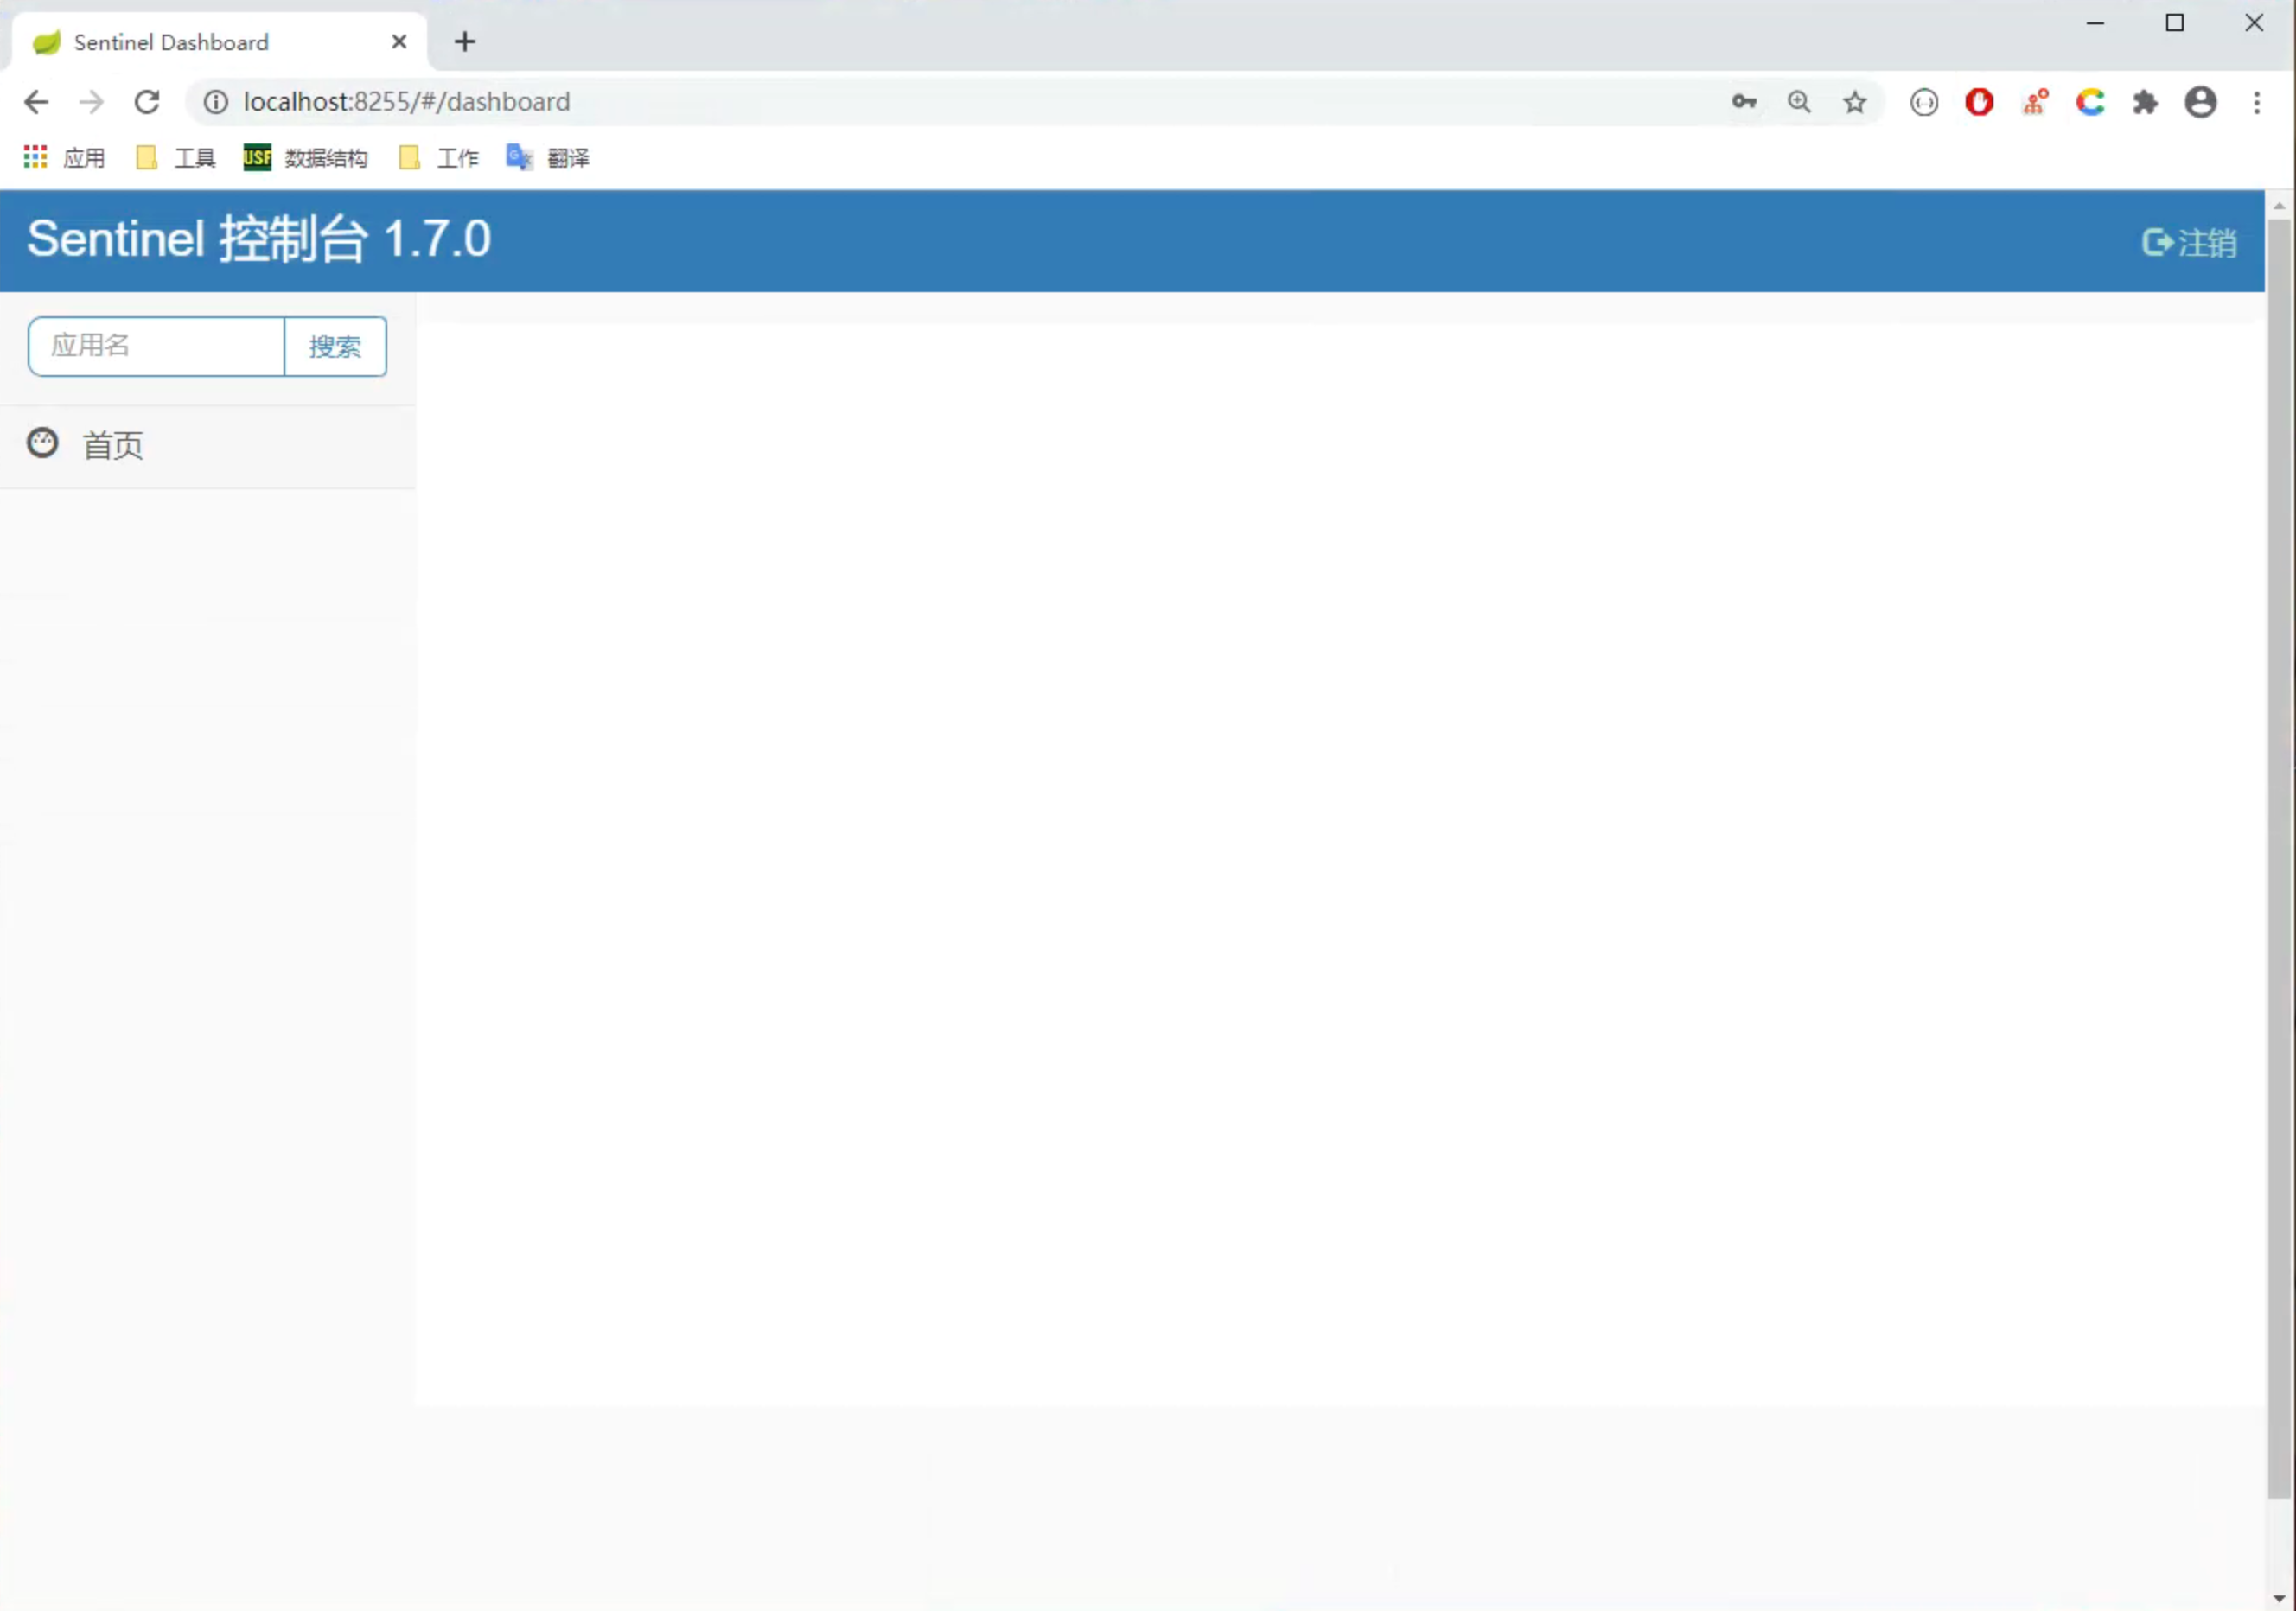 Sentinel Dashboard
localhost:8255/#/dashboard
应用 工具 USF 数据结构 工作 翻译
Sentinel 控制台 1.7.0 注销
应用名 搜索
首页